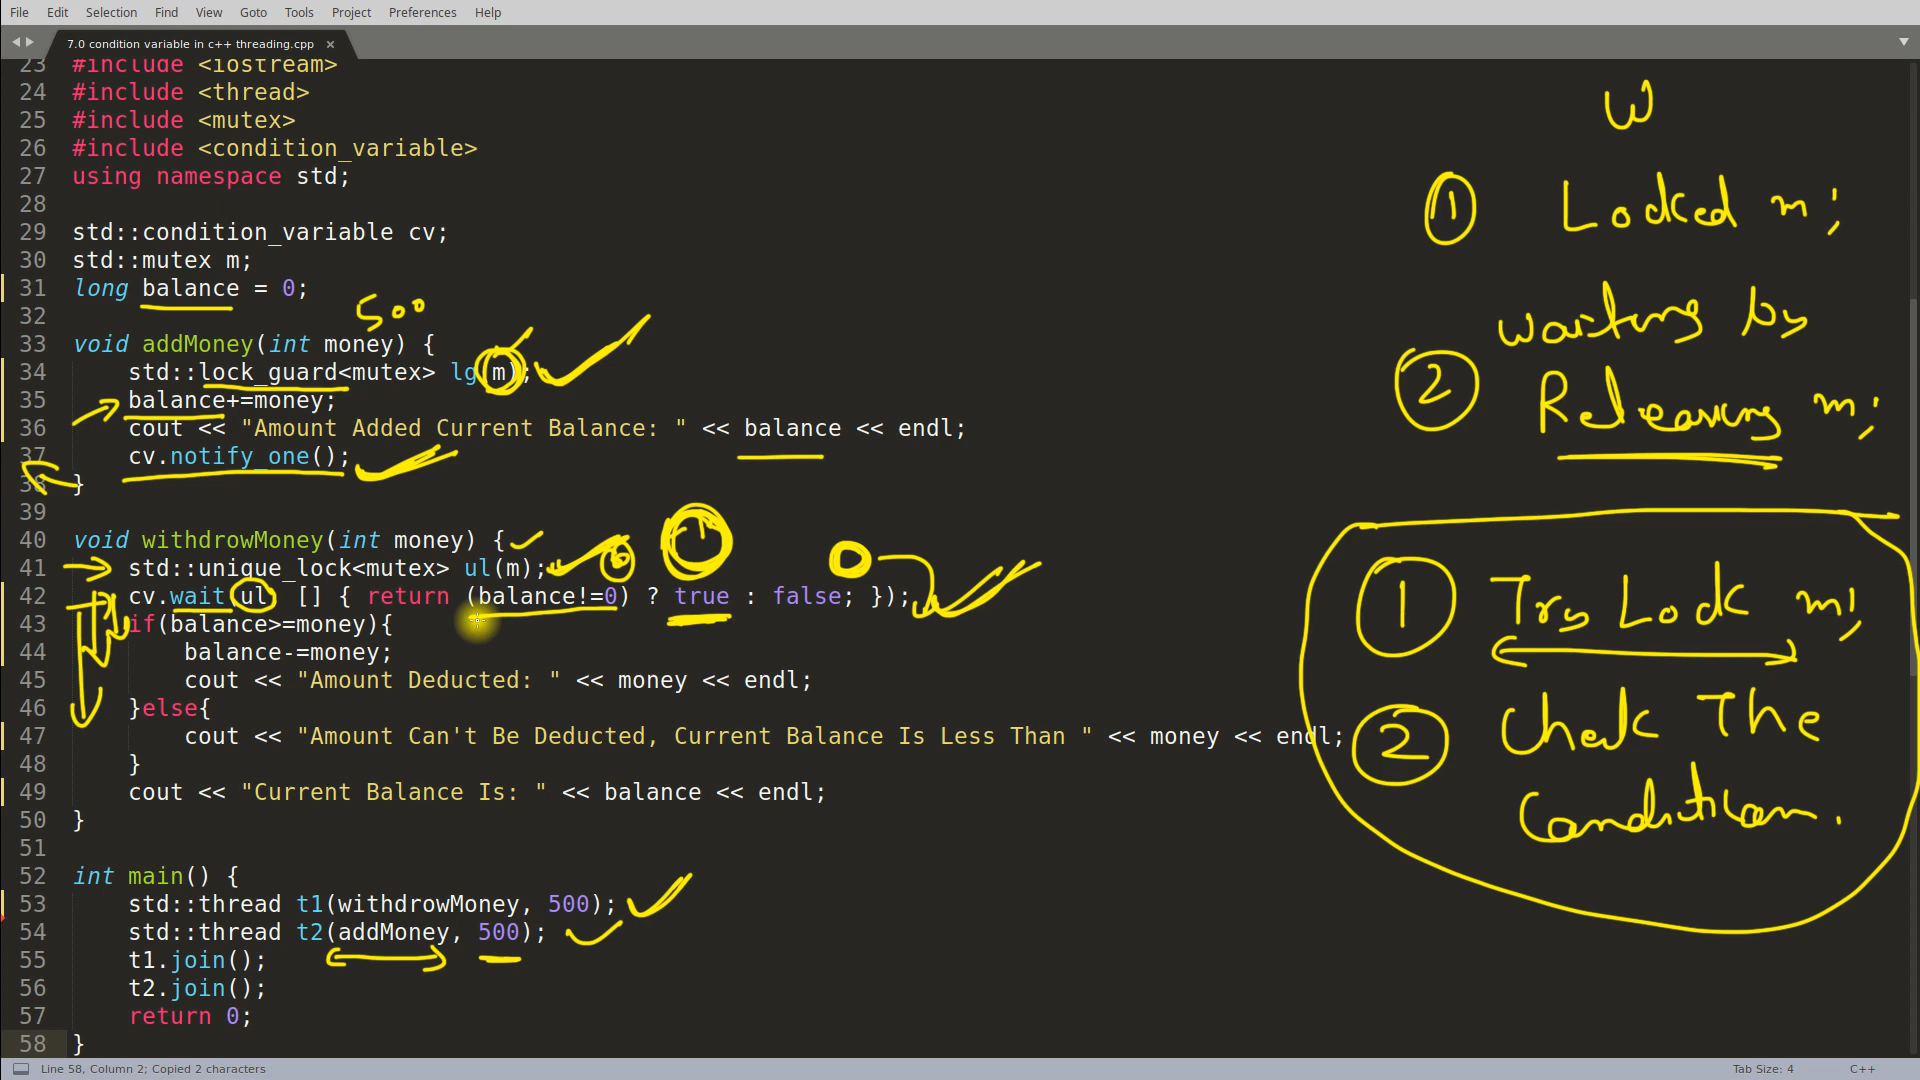 File Edit Selection Find View Goto Tools Project Preferences Help
7.0 condition variable in c++ threading.cpp ×
23 #include <iostream>
24 #include <thread>
25 #include <mutex>
26 #include <condition_variable>
27 using namespace std;
28
29 std::condition_variable cv;
30 std::mutex m;
31 long balance = 0;
32
500
33 void addMoney(int money) {
34 std::lock_guard<mutex> lg(m);
35 balance+=money;
36 cout << "Amount Added Current Balance: " << balance << endl;
37 cv.notify_one();
38 }
39
40 void withdrowMoney(int money) {
41 std::unique_lock<mutex> ul(m);
42 cv.wait(ul, [] { return (balance!=0) ? true : false; });
43 if(balance>=money){
44 balance-=money;
45 cout << "Amount Deducted: " << money << endl;
46 }else{
47 cout << "Amount Can't Be Deducted, Current Balance Is Less Than " << money << endl;
48 }
49 cout << "Current Balance Is: " << balance << endl;
50 }
51
52 int main() {
53 std::thread t1(withdrowMoney, 500);
54 std::thread t2(addMoney, 500);
55 t1.join();
56 t2.join();
57 return 0;
58 }
W
1 Locked m;
waiting by
2 Releasing m;
1 Try Lock m;
2 Check The
Condition.
Line 58, Column 2; Copied 2 characters
Tab Size: 4 C++